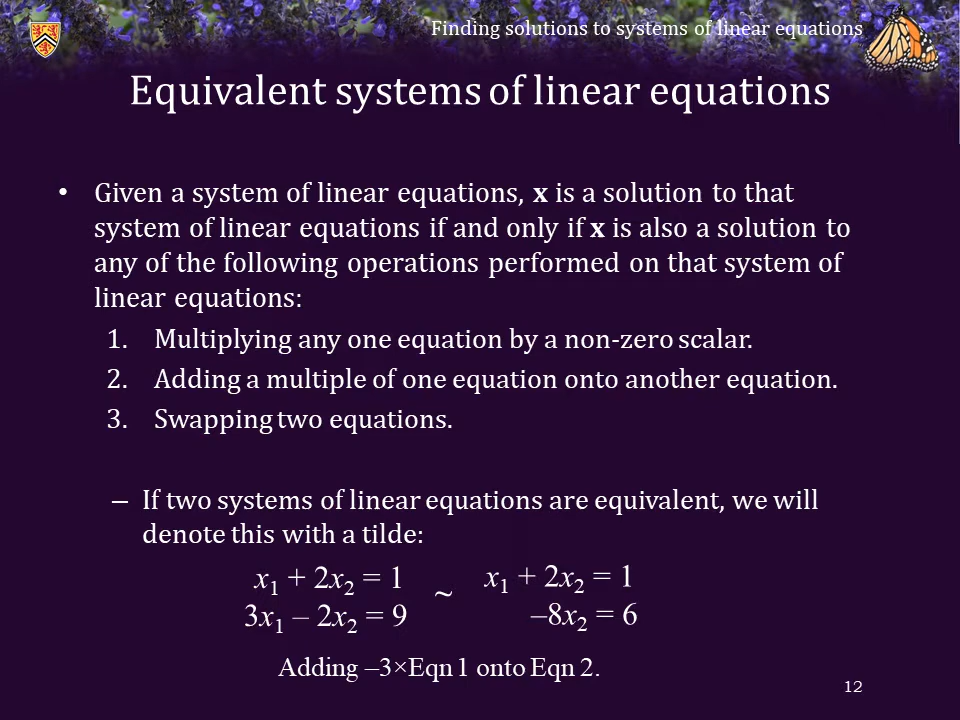 Finding solutions to systems of linear equations
Equivalent systems of linear equations
• Given a system of linear equations, x is a solution to that
system of linear equations if and only if x is also a solution to
any of the following operations performed on that system of
linear equations:
1. Multiplying any one equation by a non-zero scalar.
2. Adding a multiple of one equation onto another equation.
3. Swapping two equations.
– If two systems of linear equations are equivalent, we will
denote this with a tilde:
x₁ + 2x₂ = 1 ~ x₁ + 2x₂ = 1
3x₁ – 2x₂ = 9 –8x₂ = 6
Adding –3×Eqn 1 onto Eqn 2.
12